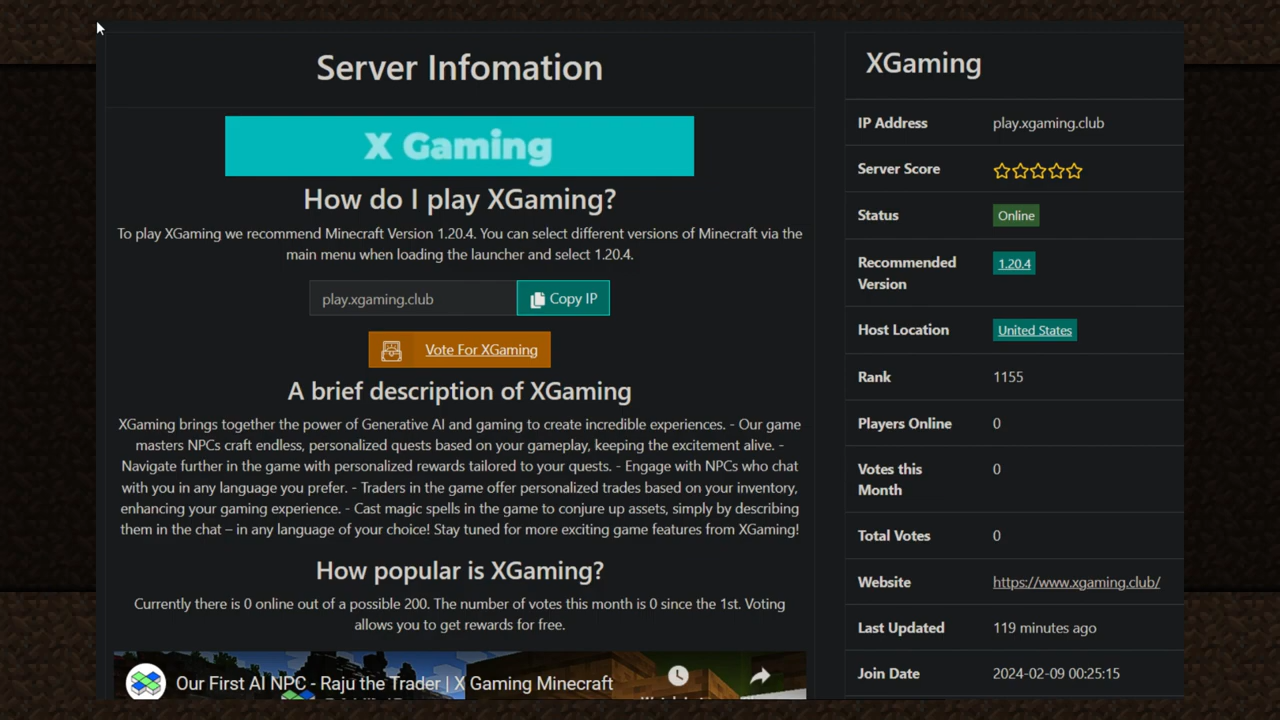 Server Infomation
X Gaming
How do I play XGaming?
To play XGaming we recommend Minecraft Version 1.20.4. You can select different versions of Minecraft via the
main menu when loading the launcher and select 1.20.4.
play.xgaming.club
Copy IP
Vote For XGaming
A brief description of XGaming
XGaming brings together the power of Generative AI and gaming to create incredible experiences. - Our game
masters NPCs craft endless, personalized quests based on your gameplay, keeping the excitement alive. -
Navigate further in the game with personalized rewards tailored to your quests. - Engage with NPCs who chat
with you in any language you prefer. - Traders in the game offer personalized trades based on your inventory,
enhancing your gaming experience. - Cast magic spells in the game to conjure up assets, simply by describing
them in the chat – in any language of your choice! Stay tuned for more exciting game features from XGaming!
How popular is XGaming?
Currently there is 0 online out of a possible 200. The number of votes this month is 0 since the 1st. Voting
allows you to get rewards for free.
Our First AI NPC - Raju the Trader | X Gaming Minecraft
XGaming
IP Address play.xgaming.club
Server Score
Status Online
Recommended
Version
1.20.4
Host Location United States
Rank 1155
Players Online 0
Votes this
Month
0
Total Votes 0
Website https://www.xgaming.club/
Last Updated 119 minutes ago
Join Date 2024-02-09 00:25:15